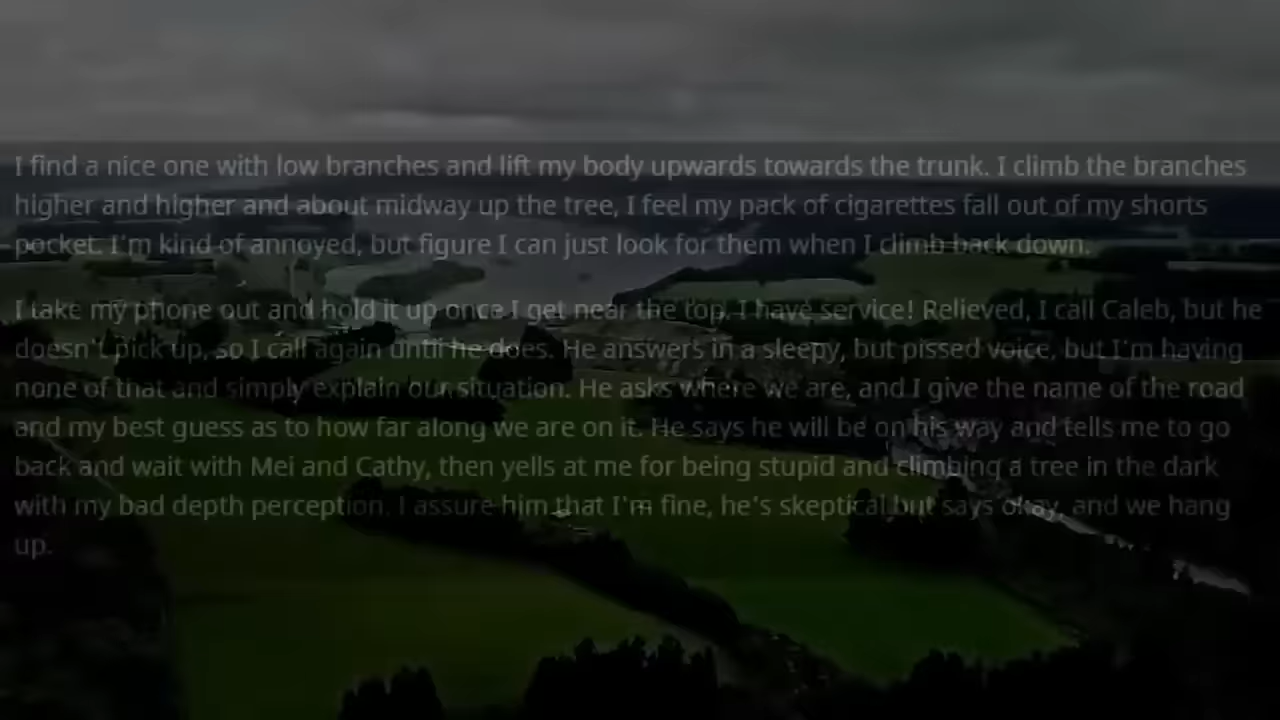 I find a nice one with low branches and lift my body upwards towards the trunk. I climb the branches
higher and higher and about midway up the tree, I feel my pack of cigarettes fall out of my shorts
pocket. I'm kind of annoyed, but figure I can just look for them when I climb back down.
I take my phone out and hold it up once I get near the top. I have service! Relieved, I call Caleb, but he
doesn't pick up, so I call again until he does. He answers in a sleepy, but pissed voice, but I'm having
none of that and simply explain our situation. He asks where we are, and I give the name of the road
and my best guess as to how far along we are on it. He says he will be on his way and tells me to go
back and wait with Mei and Cathy, then yells at me for being stupid and climbing a tree in the dark
with my bad depth perception. I assure him that I'm fine, he's skeptical but says okay, and we hang
up.